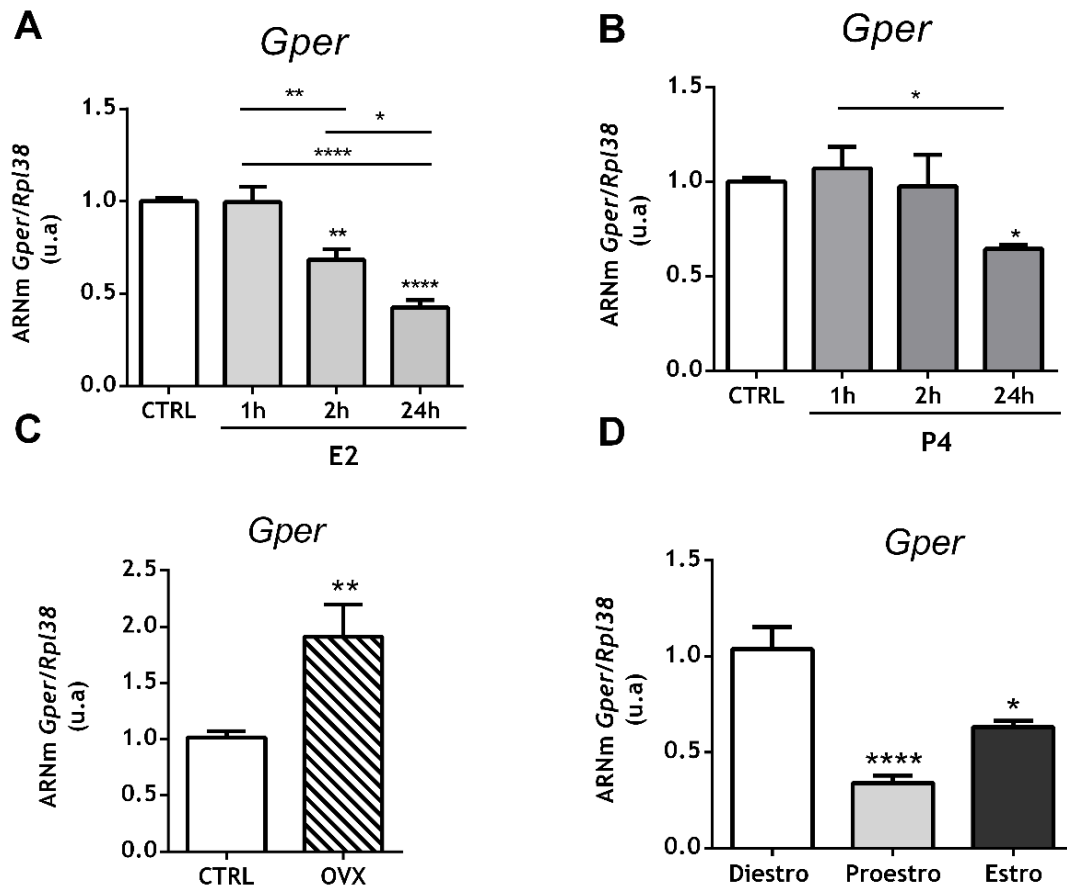 A
Gper
ARNm Gper/Rpl38
(u.a)
1.5
1.0
0.5
0.0
**
*
****
**
****
CTRL
1h
2h
24h
E2
B
Gper
ARNm Gper/Rpl38
(u.a)
1.5
1.0
0.5
0.0
*
*
CTRL
1h
2h
24h
P4
C
Gper
ARNm Gper/Rpl38
(u.a)
2.5
2.0
1.5
1.0
0.5
0.0
**
CTRL
OVX
D
Gper
ARNm Gper/Rpl38
(u.a)
1.5
1.0
0.5
0.0
****
*
Diestro
Proestro
Estro